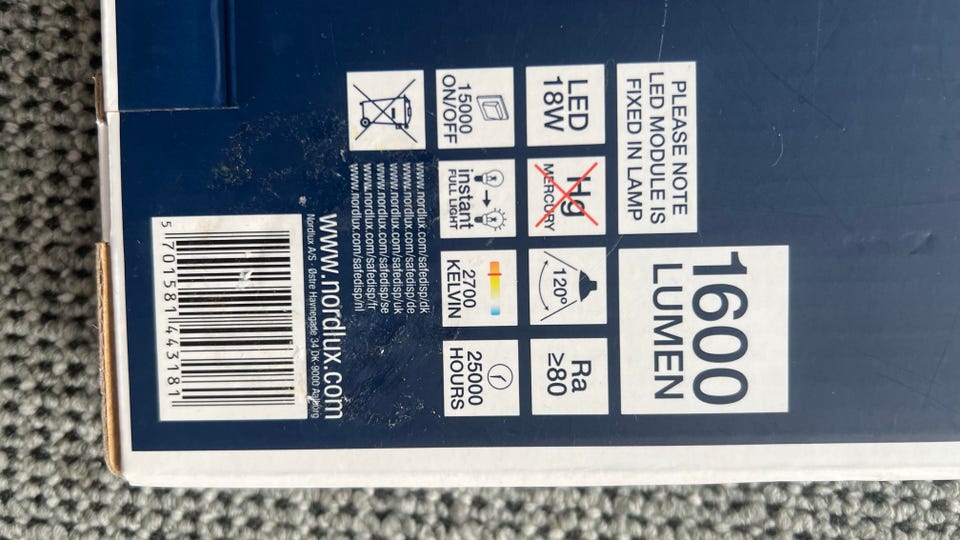 PLEASE NOTE
LED MODULE IS
FIXED IN LAMP
1600
LUMEN
LED
18W
Hg
MERCURY
120°
Ra
≥80
15000
ON/OFF
instant
FULL LIGHT
2700
KELVIN
25000
HOURS
www.nordlux.com/safedisp/dk
www.nordlux.com/safedisp/de
www.nordlux.com/safedisp/uk
www.nordlux.com/safedisp/se
www.nordlux.com/safedisp/fr
www.nordlux.com/safedisp/nl
www.nordlux.com
Nordlux A/S · Østre Havnegade 34 DK-9000 Aalborg
5 701581 443181